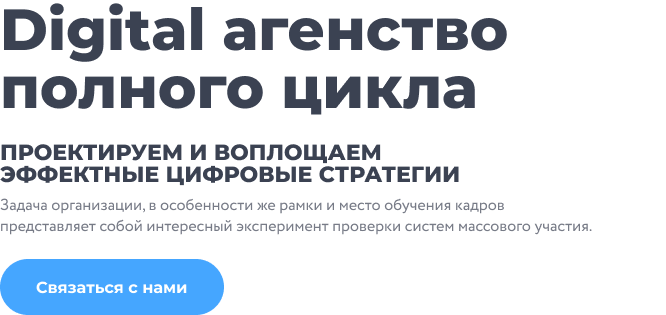 Digital агенство
полного цикла
ПРОЕКТИРУЕМ И ВОПЛОЩАЕМ
ЭФФЕКТНЫЕ ЦИФРОВЫЕ СТРАТЕГИИ
Задача организации, в особенности же рамки и место обучения кадров
представляет собой интересный эксперимент проверки систем массового участия.
Связаться с нами